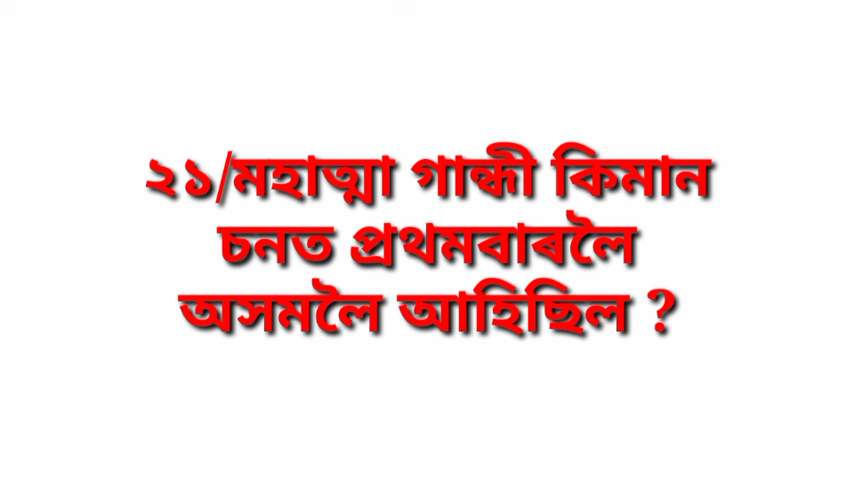 ২১/মহাত্মা গান্ধী কিমান
চনত প্ৰথমবাৰলৈ
অসমলৈ আহিছিল ?